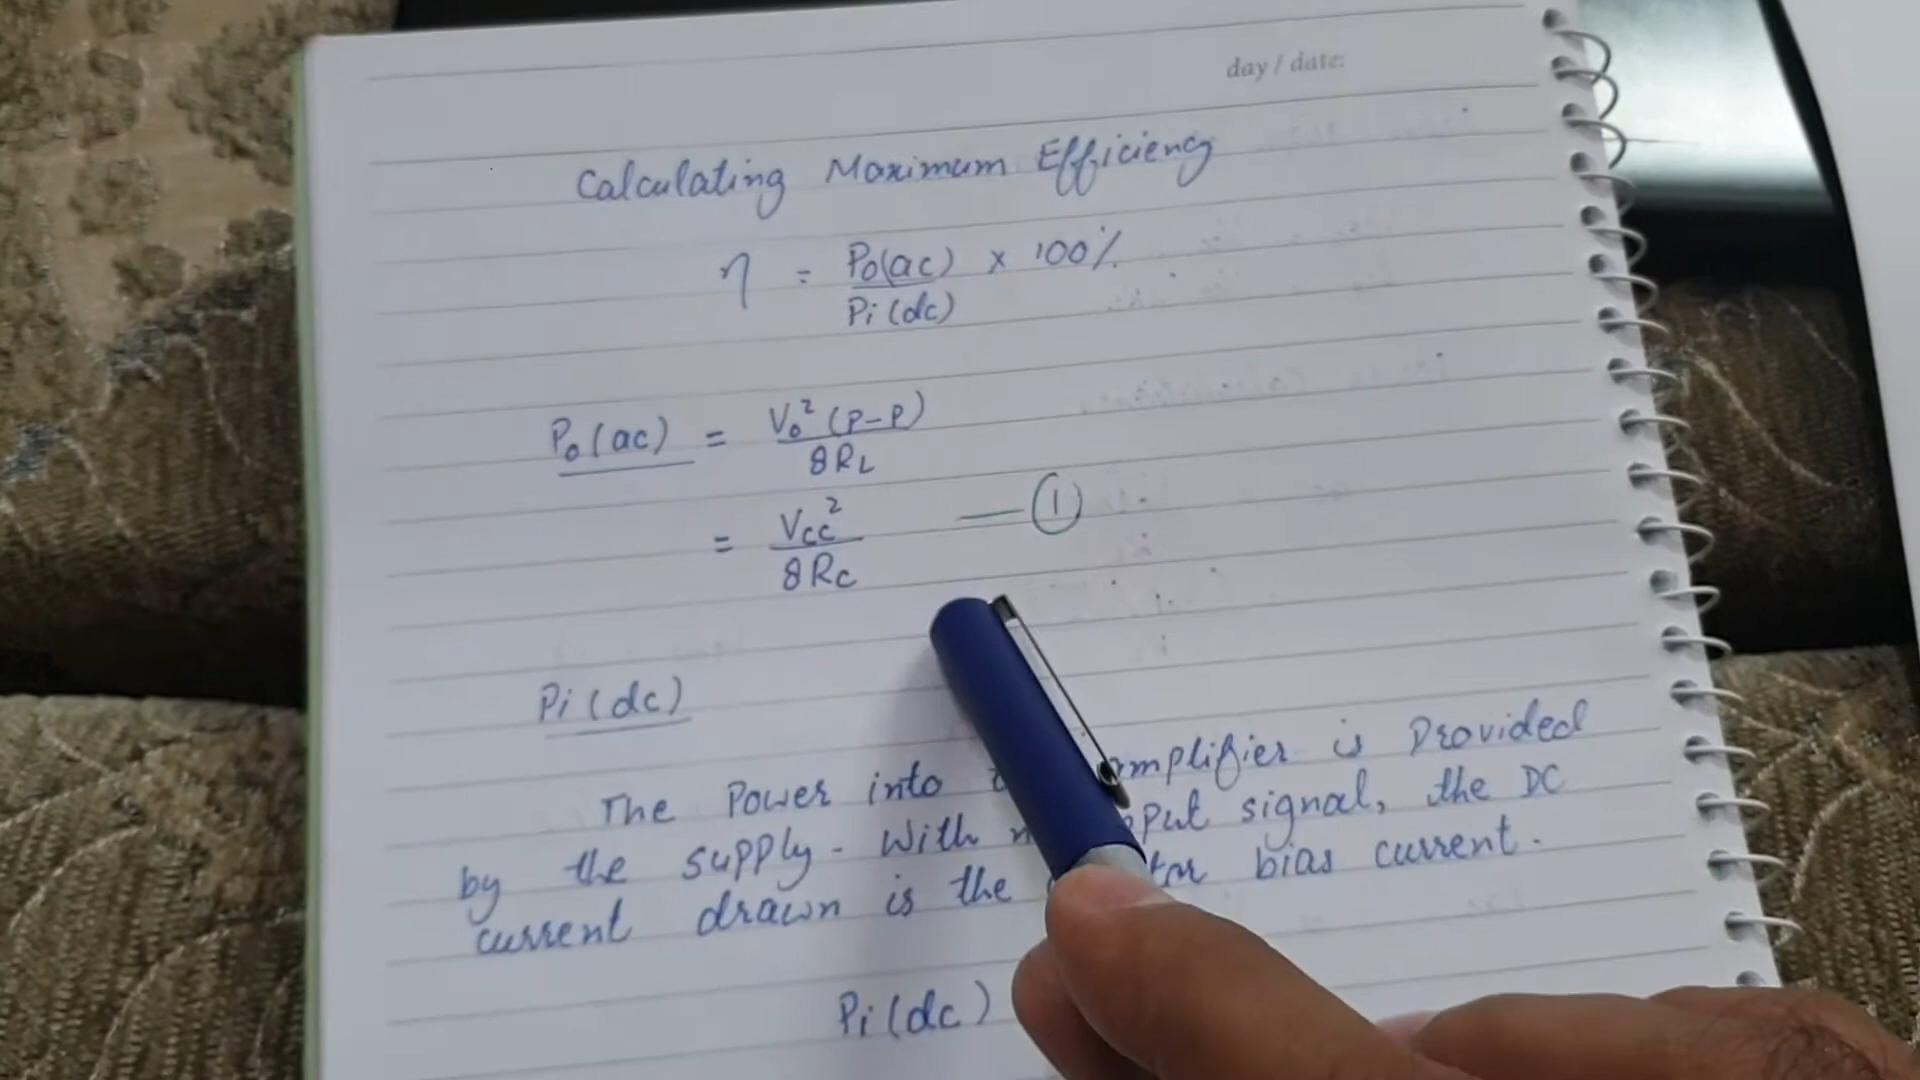 day / date:
Calculating Maximum Efficiency
η = Po(ac) / Pi(dc) × 100%
Po(ac) = Vo² (P-P) / 8RL
= Vcc² / 8Rc — ①
Pi(dc)
The Power into amplifier is Provided
by the supply. With signal, the DC
current drawn is the bias current.
Pi(dc)